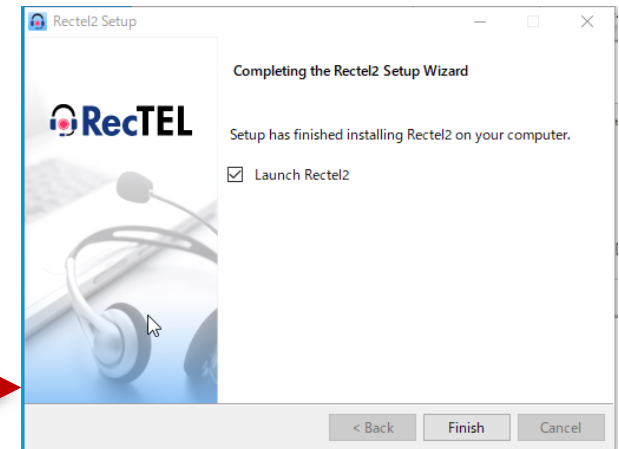 Rectel2 Setup
Completing the Rectel2 Setup Wizard
RecTEL
Setup has finished installing Rectel2 on your computer.
Launch Rectel2
< Back
Finish
Cancel